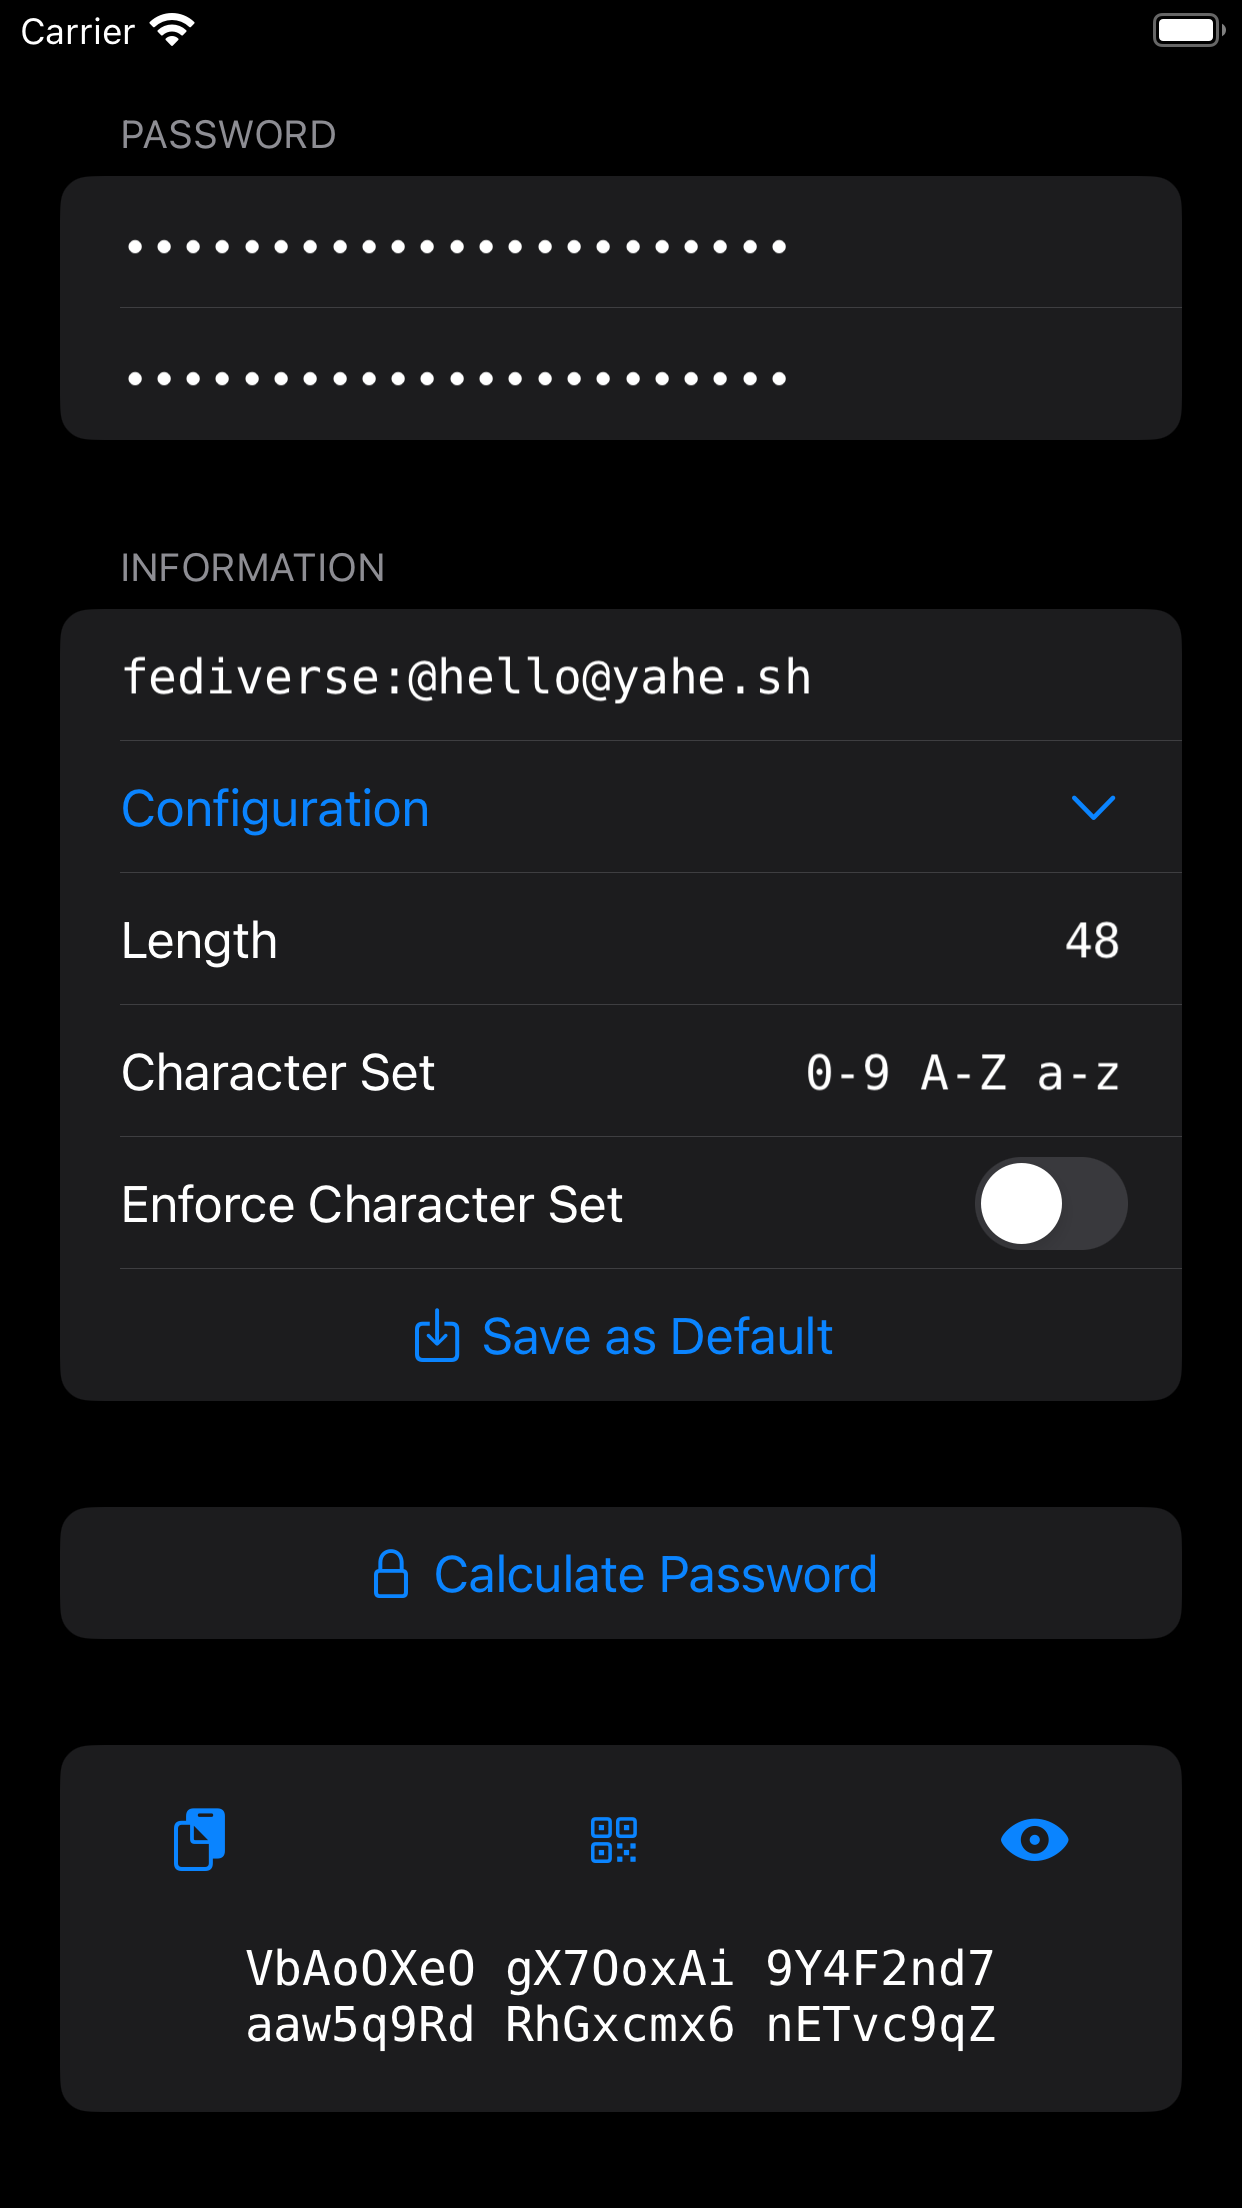 Carrier
PASSWORD
•••••••••••••••••••••••
•••••••••••••••••••••••
INFORMATION
fediverse:@hello@yahe.sh
Configuration
Length 48
Character Set 0-9 A-Z a-z
Enforce Character Set
Save as Default
Calculate Password
VbAoOXeO gX7OoxAi 9Y4F2nd7
aaw5q9Rd RhGxcmx6 nETvc9qZ